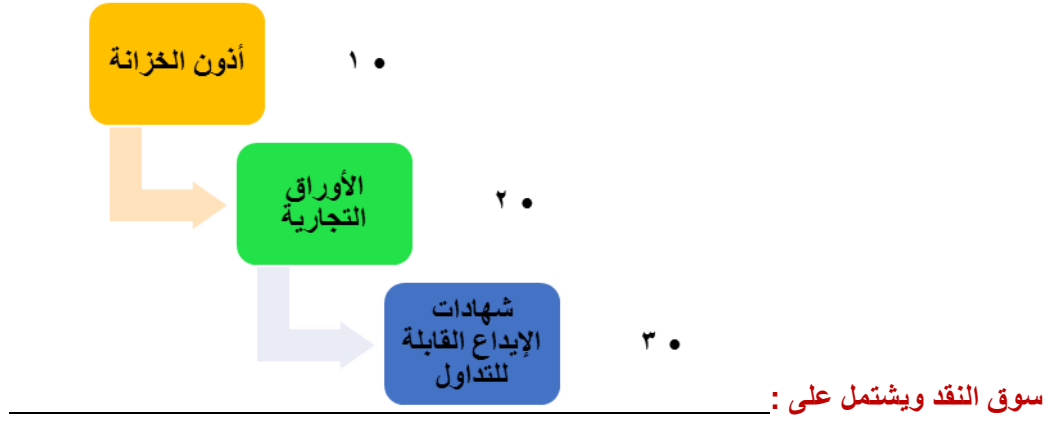 أذون الخزانة
• ١
الأوراق
التجارية
• ٢
شهادات
الإيداع القابلة
للتداول
• ٣
سوق النقد ويشتمل على :